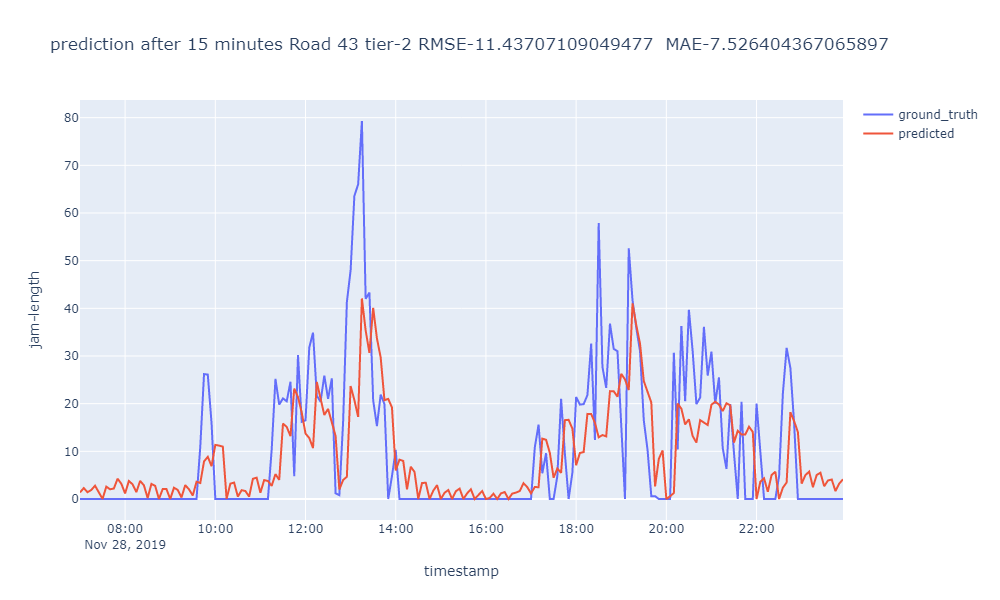 prediction after 15 minutes Road 43 tier-2 RMSE-11.43707109049477  MAE-7.526404367065897
ground_truth
predicted
80
70
60
50
40
30
20
10
0
jam-length
08:00 10:00 12:00 14:00 16:00 18:00 20:00 22:00
Nov 28, 2019
timestamp